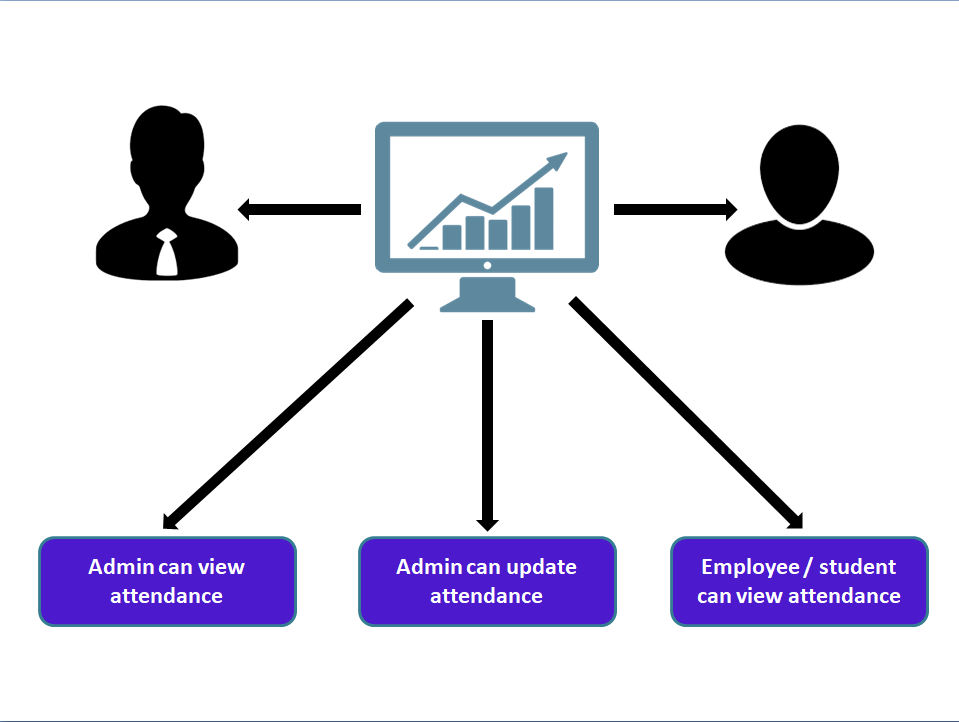 Admin can view
attendance
Admin can update
attendance
Employee / student
can view attendance